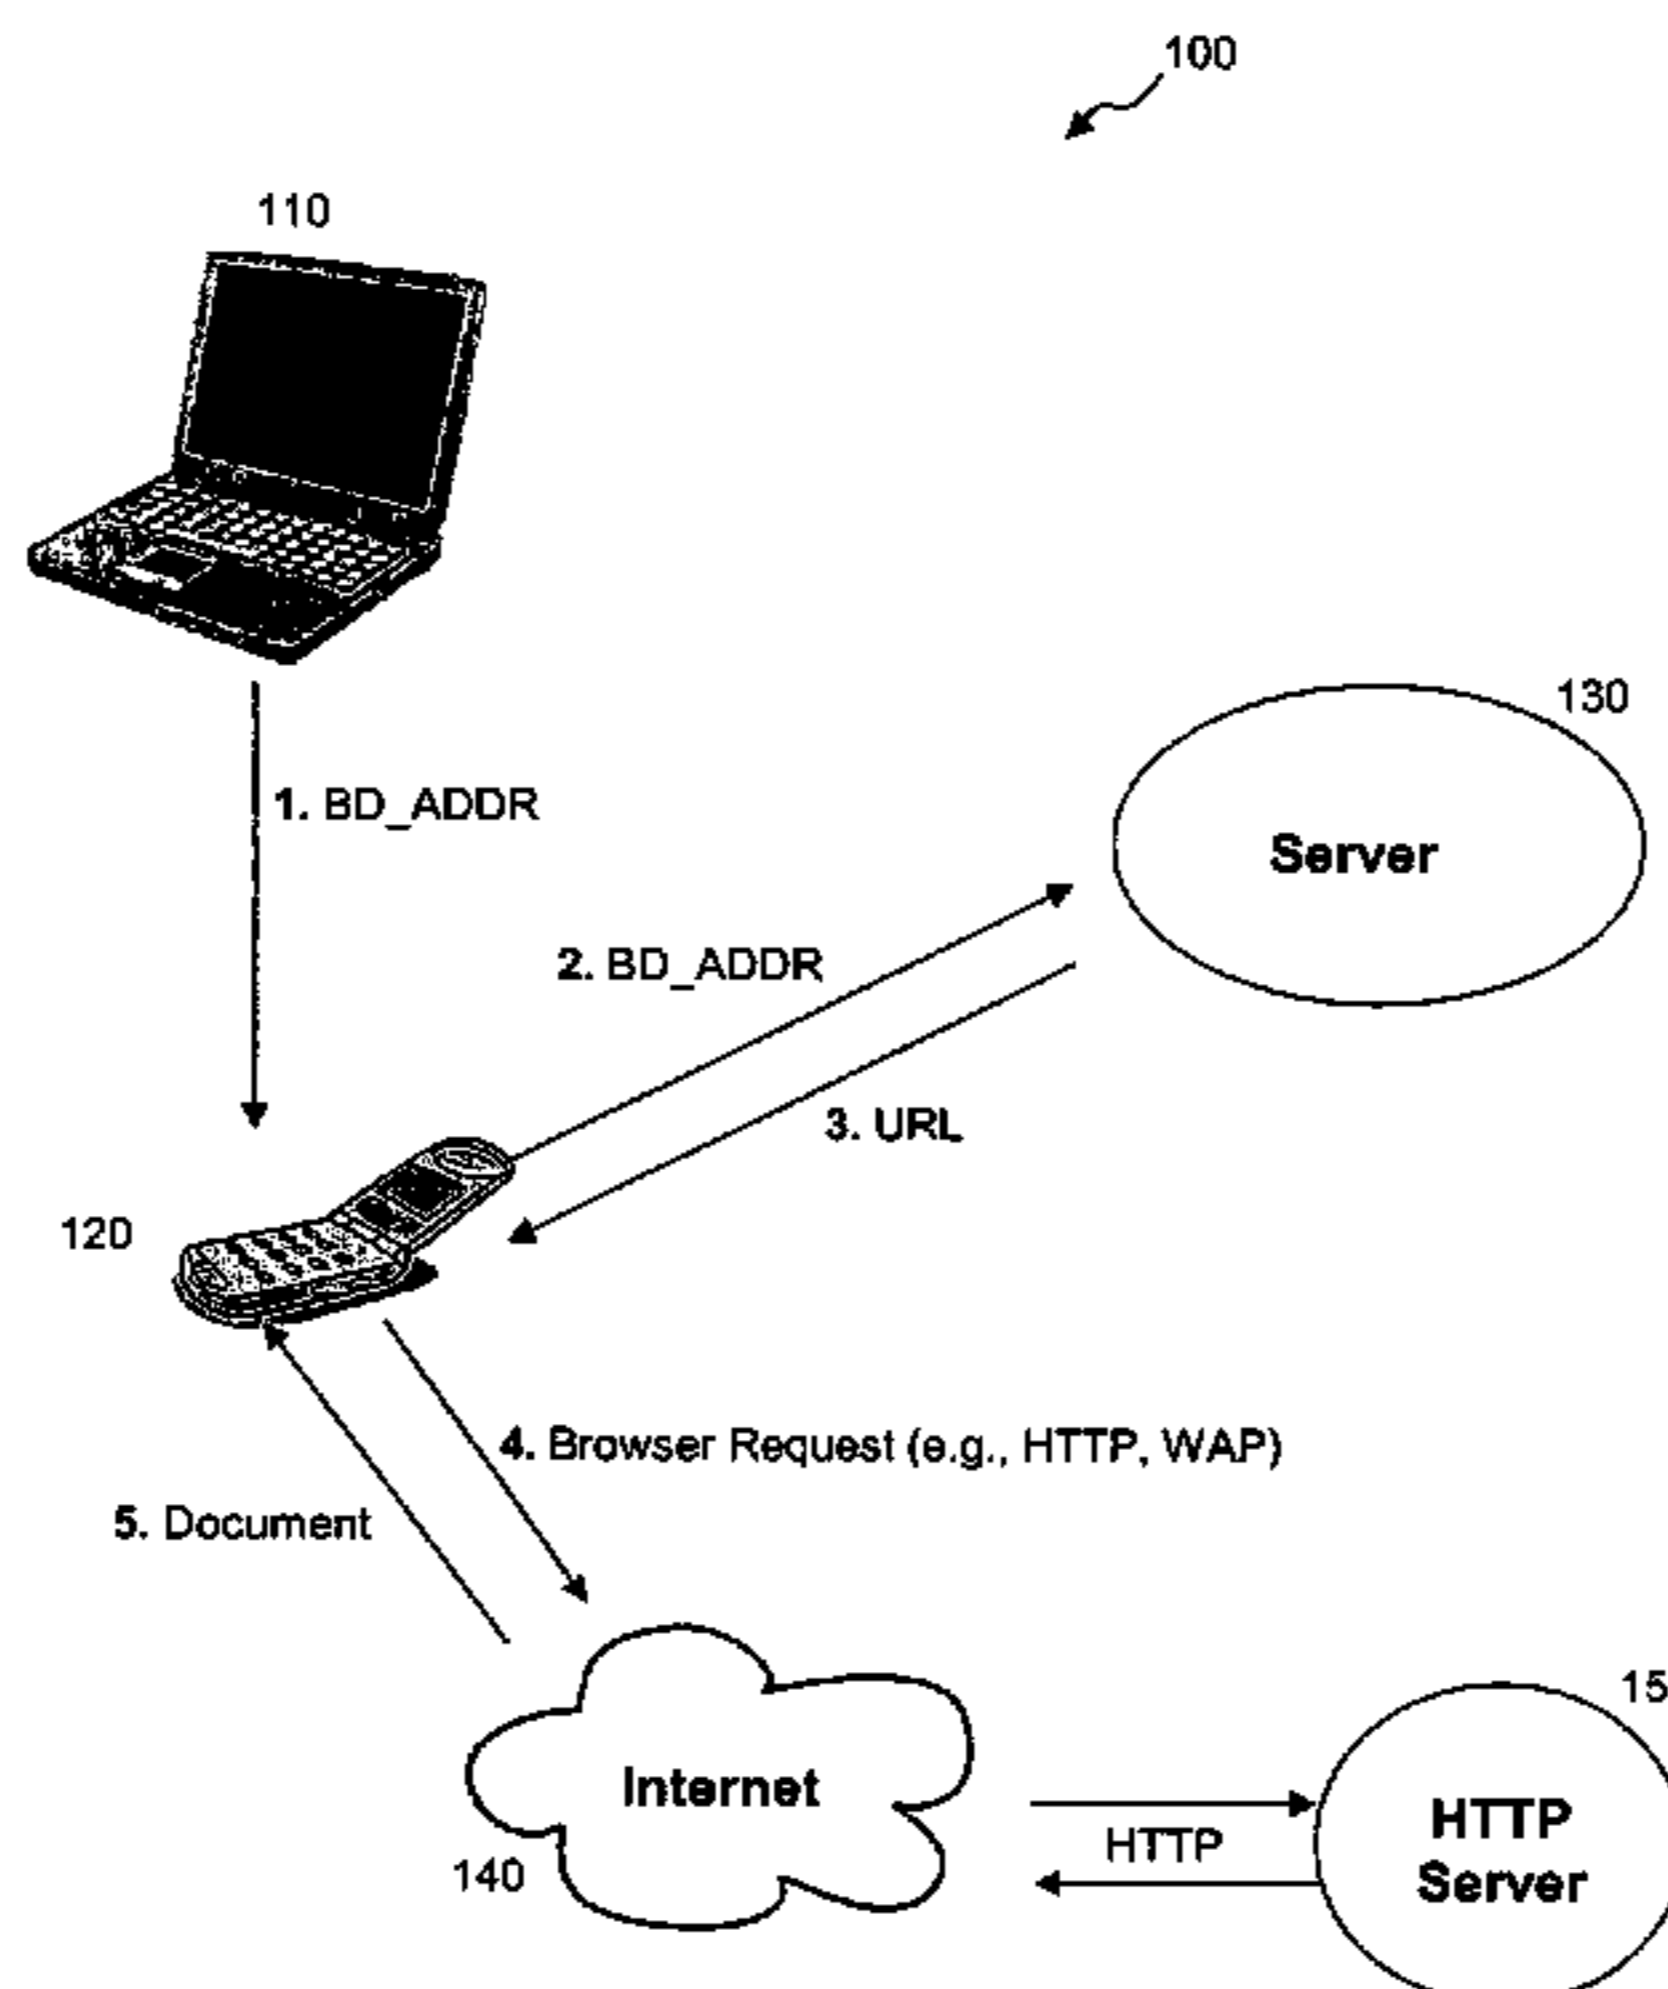 100
110
130
1. BD_ADDR
Server
2. BD_ADDR
3. URL
120
4. Browser Request (e.g., HTTP, WAP)
5. Document
15
Internet
HTTP
HTTP
Server
140